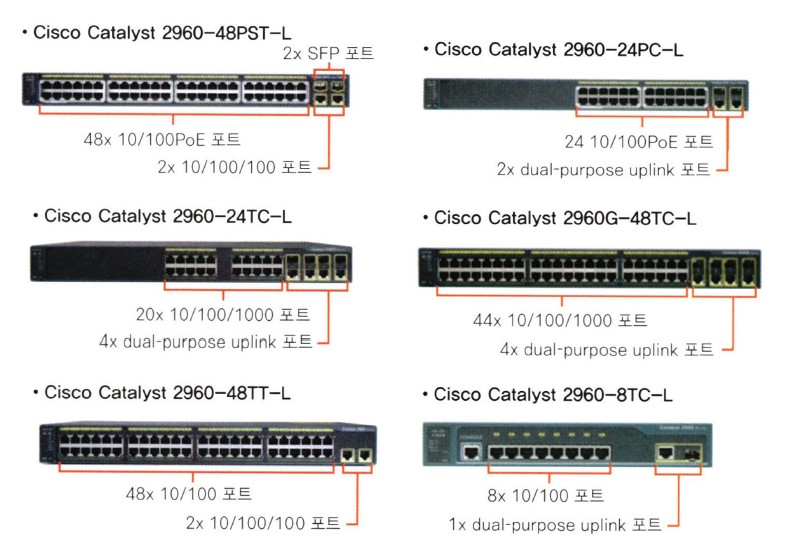 • Cisco Catalyst 2960-48PST-L
2x SFP 포트
48x 10/100PoE 포트
2x 10/100/100 포트
• Cisco Catalyst 2960-24PC-L
24 10/100PoE 포트
2x dual-purpose uplink 포트
• Cisco Catalyst 2960-24TC-L
20x 10/100/1000 포트
4x dual-purpose uplink 포트
• Cisco Catalyst 2960G-48TC-L
44x 10/100/1000 포트
4x dual-purpose uplink 포트
• Cisco Catalyst 2960-48TT-L
48x 10/100 포트
2x 10/100/100 포트
• Cisco Catalyst 2960-8TC-L
CONSOLE
Catalyst 2960
8x 10/100 포트
1x dual-purpose uplink 포트